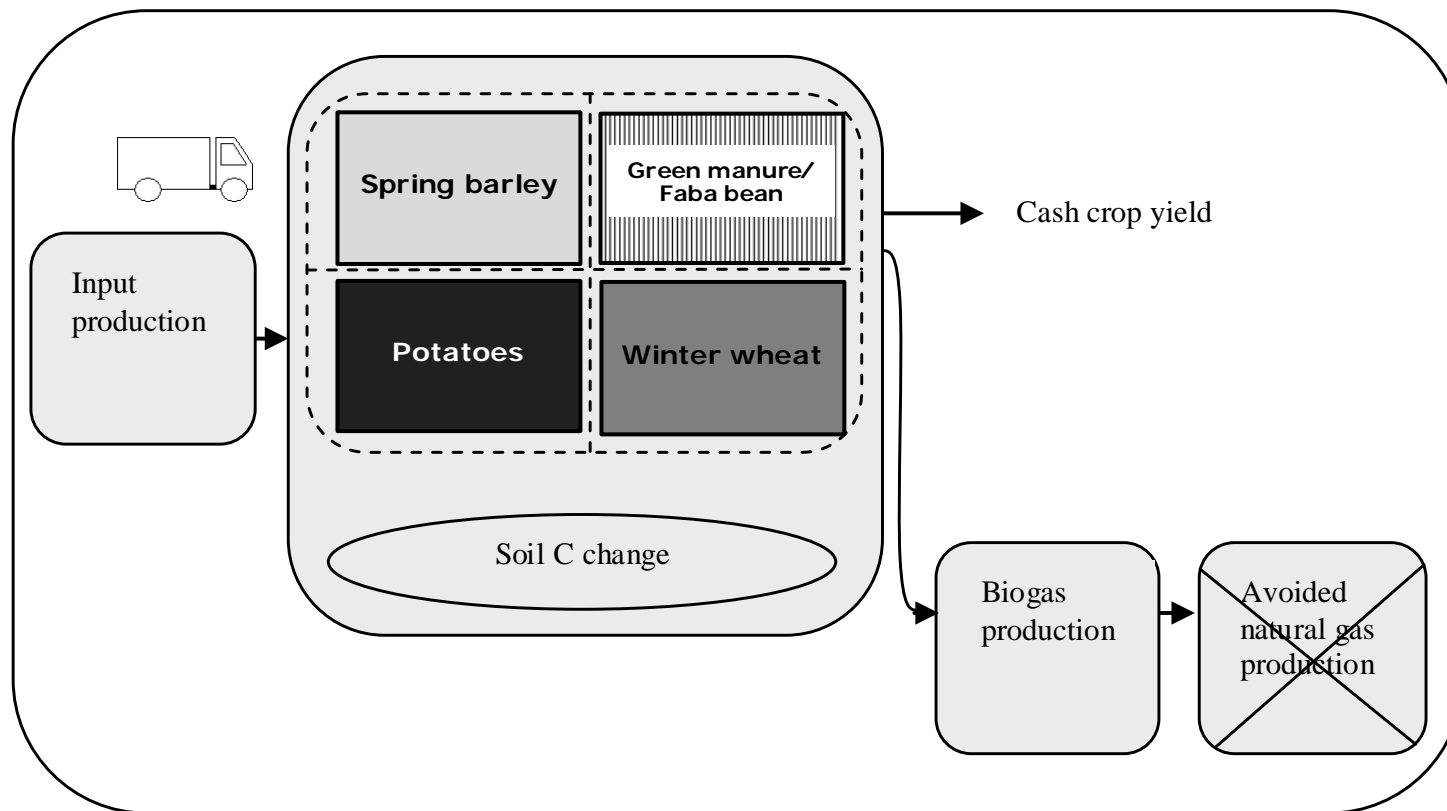 Spring barley
Green manure/
Faba bean
Cash crop yield
Input
production
Potatoes
Winter wheat
Soil C change
Biogas
production
Avoided
natural gas
production